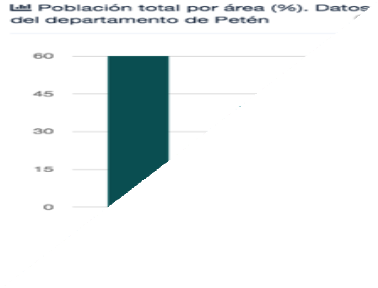 Población total por área (%). Datos
del departamento de Petén
60
45
30
15
0